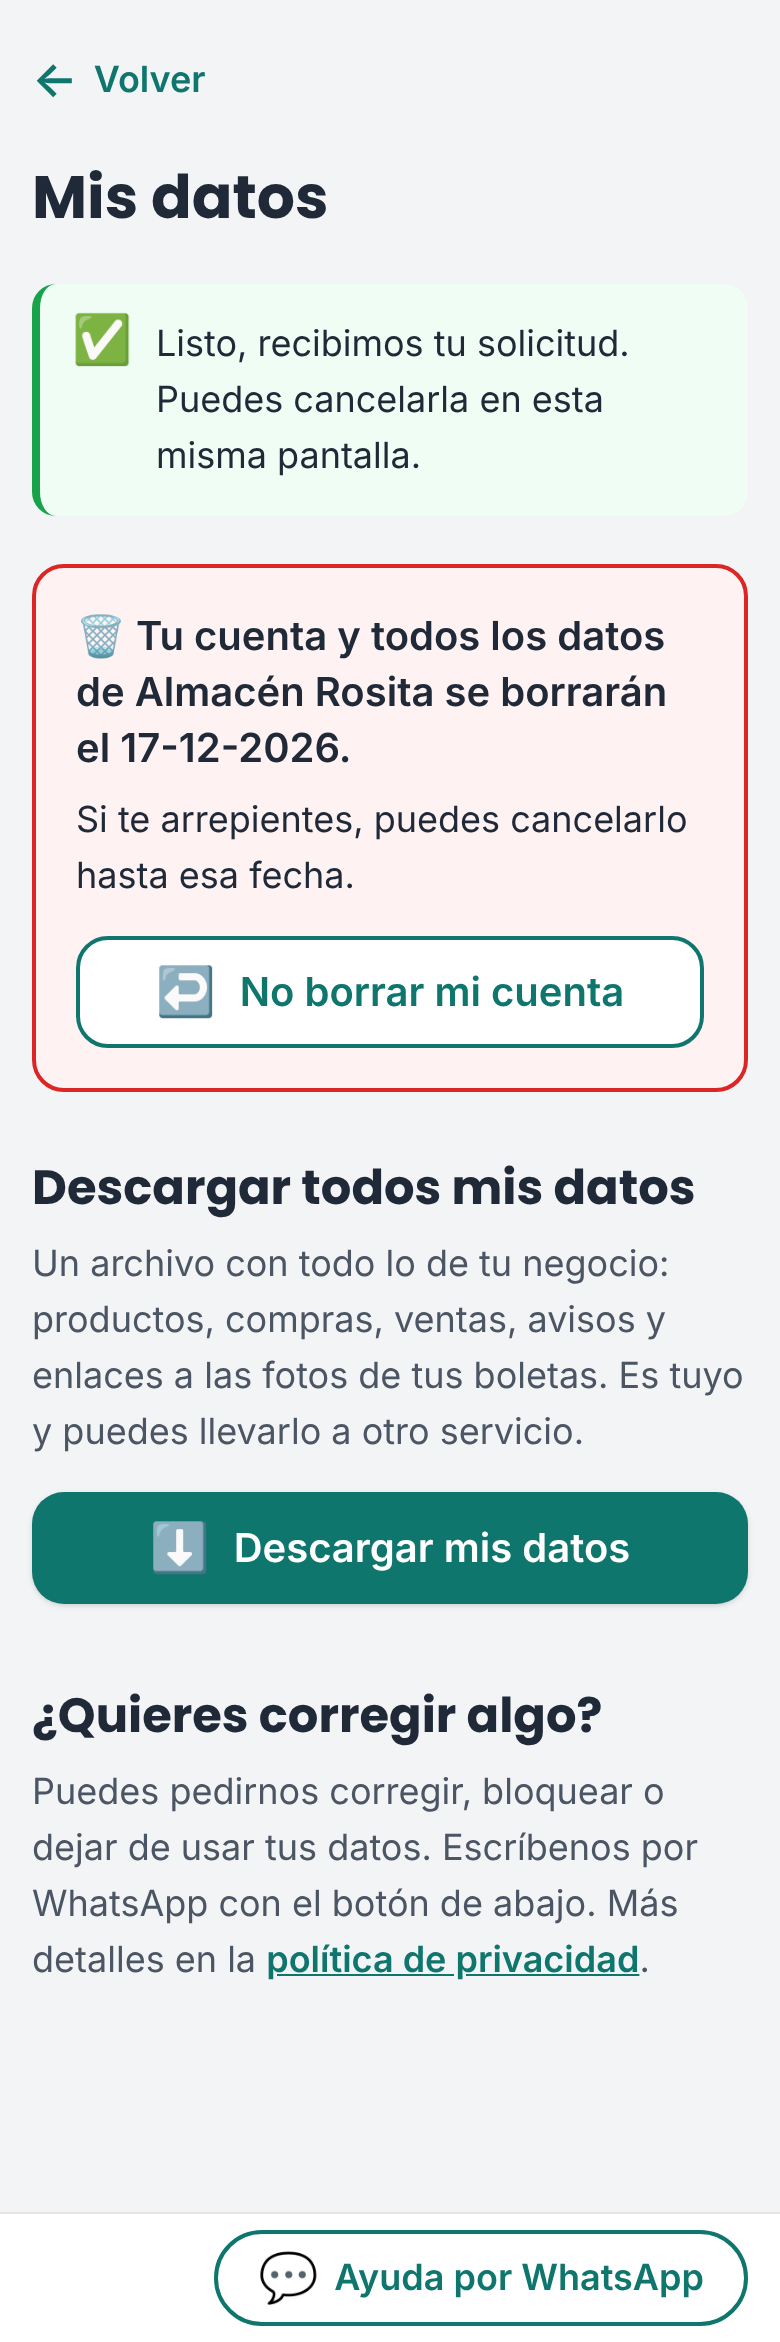 Volver
Mis datos
Listo, recibimos tu solicitud.
Puedes cancelarla en esta
misma pantalla.
Tu cuenta y todos los datos
de Almacén Rosita se borrarán
el 17-12-2026.
Si te arrepientes, puedes cancelarlo
hasta esa fecha.
No borrar mi cuenta
Descargar todos mis datos
Un archivo con todo lo de tu negocio:
productos, compras, ventas, avisos y
enlaces a las fotos de tus boletas. Es tuyo
y puedes llevarlo a otro servicio.
Descargar mis datos
¿Quieres corregir algo?
Puedes pedirnos corregir, bloquear o
dejar de usar tus datos. Escríbenos por
WhatsApp con el botón de abajo. Más
detalles en la política de privacidad.
Ayuda por WhatsApp